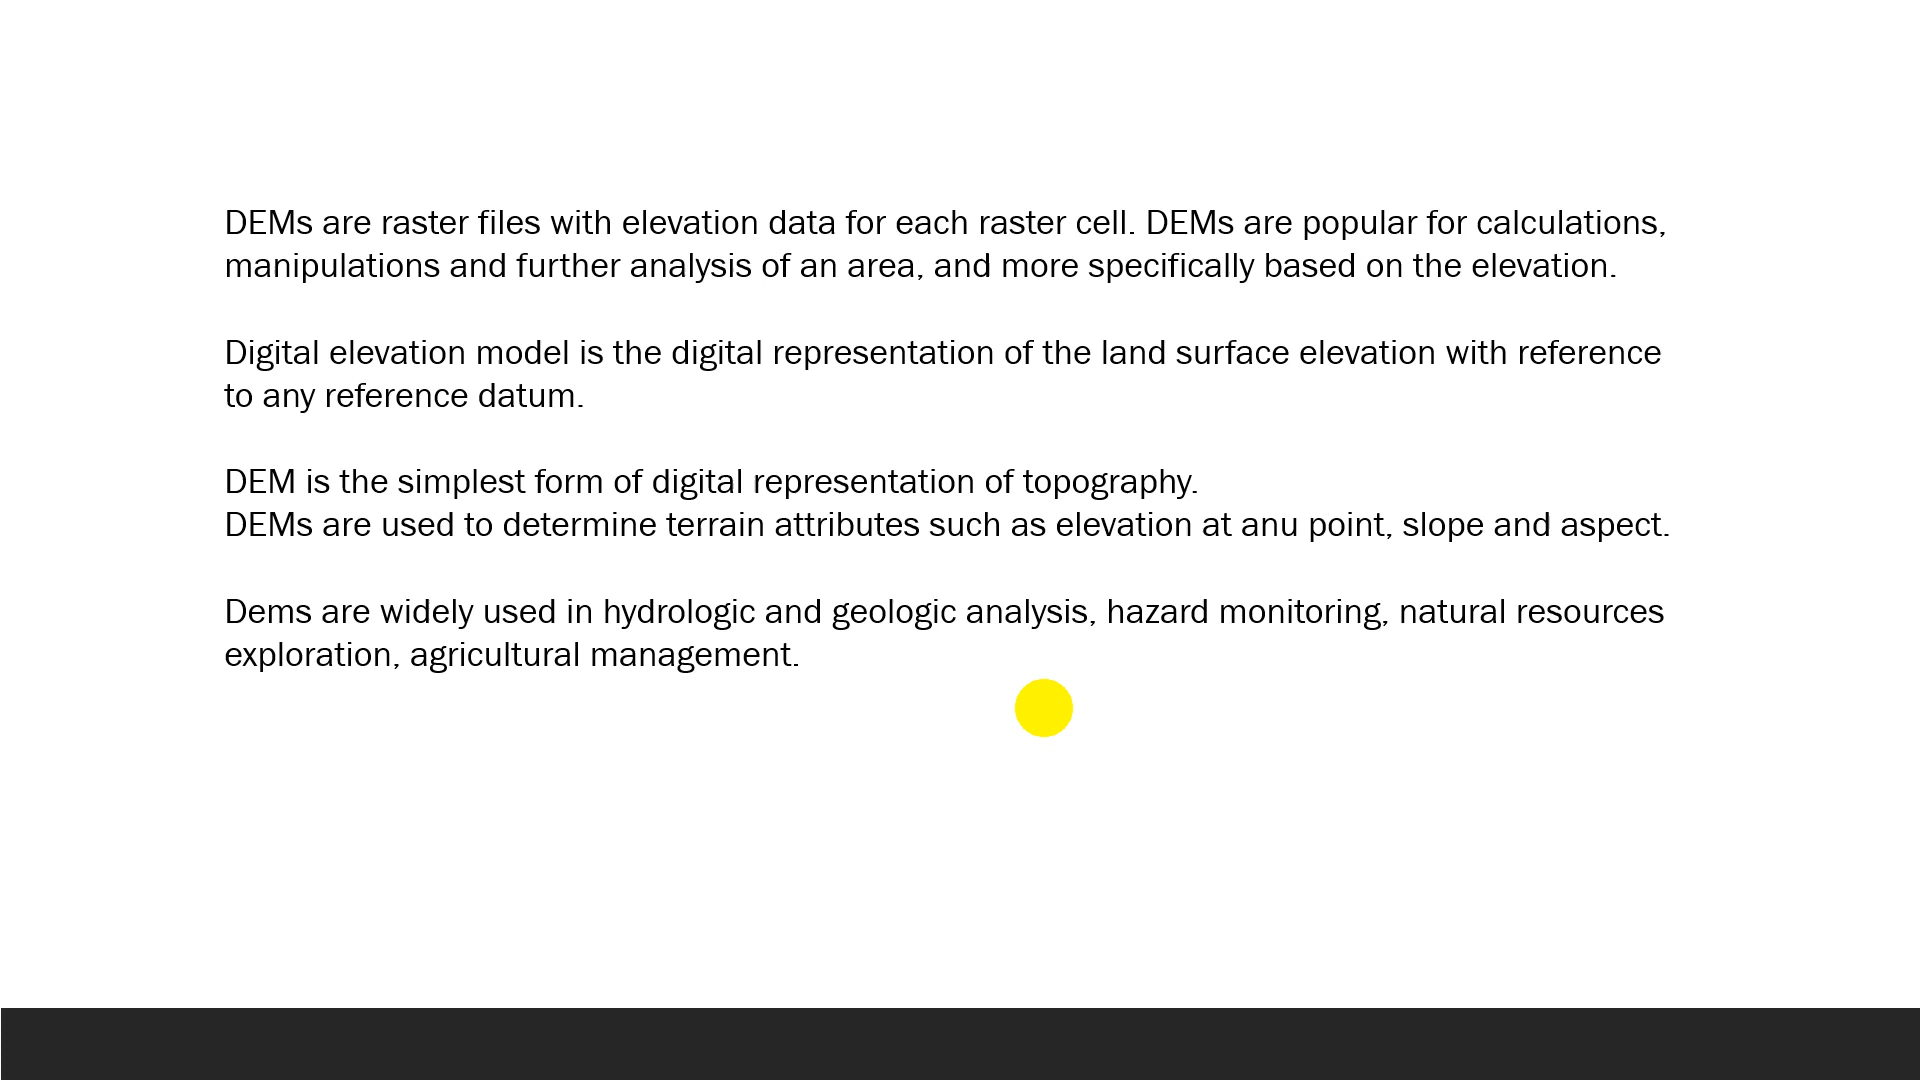 DEMs are raster files with elevation data for each raster cell. DEMs are popular for calculations,
manipulations and further analysis of an area, and more specifically based on the elevation.
Digital elevation model is the digital representation of the land surface elevation with reference
to any reference datum.
DEM is the simplest form of digital representation of topography.
DEMs are used to determine terrain attributes such as elevation at anu point, slope and aspect.
Dems are widely used in hydrologic and geologic analysis, hazard monitoring, natural resources
exploration, agricultural management.